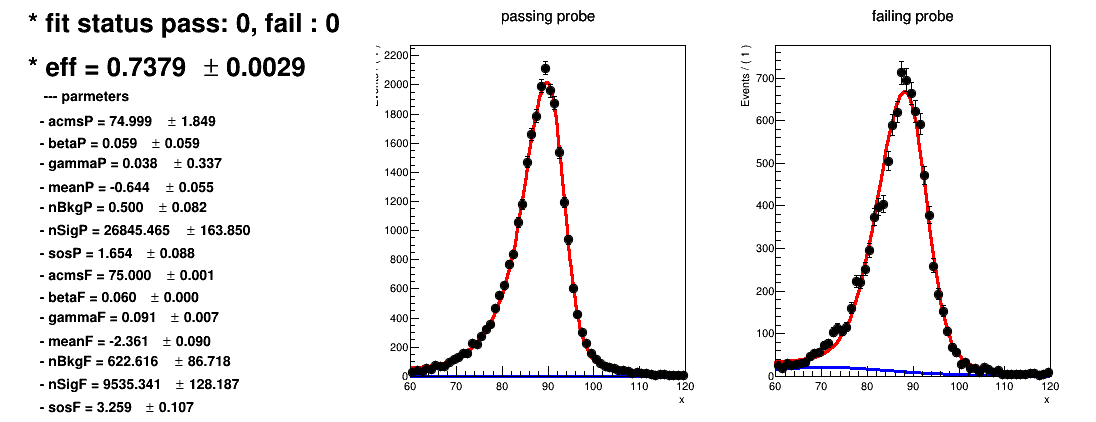 * fit status pass: 0, fail : 0
* eff = 0.7379 ± 0.0029
--- parmeters
- acmsP = 74.999 ± 1.849
- betaP = 0.059 ± 0.059
- gammaP = 0.038 ± 0.337
- meanP = -0.644 ± 0.055
- nBkgP = 0.500 ± 0.082
- nSigP = 26845.465 ± 163.850
- sosP = 1.654 ± 0.088
- acmsF = 75.000 ± 0.001
- betaF = 0.060 ± 0.000
- gammaF = 0.091 ± 0.007
- meanF = -2.361 ± 0.090
- nBkgF = 622.616 ± 86.718
- nSigF = 9535.341 ± 128.187
- sosF = 3.259 ± 0.107
passing probe
2200
2000
1800
1600
1400
1200
1000
800
600
400
200
0
60 70 80 90 100 110 120
x
failing probe
Events / ( 1 )
700
600
500
400
300
200
100
0
60 70 80 90 100 110 120
x